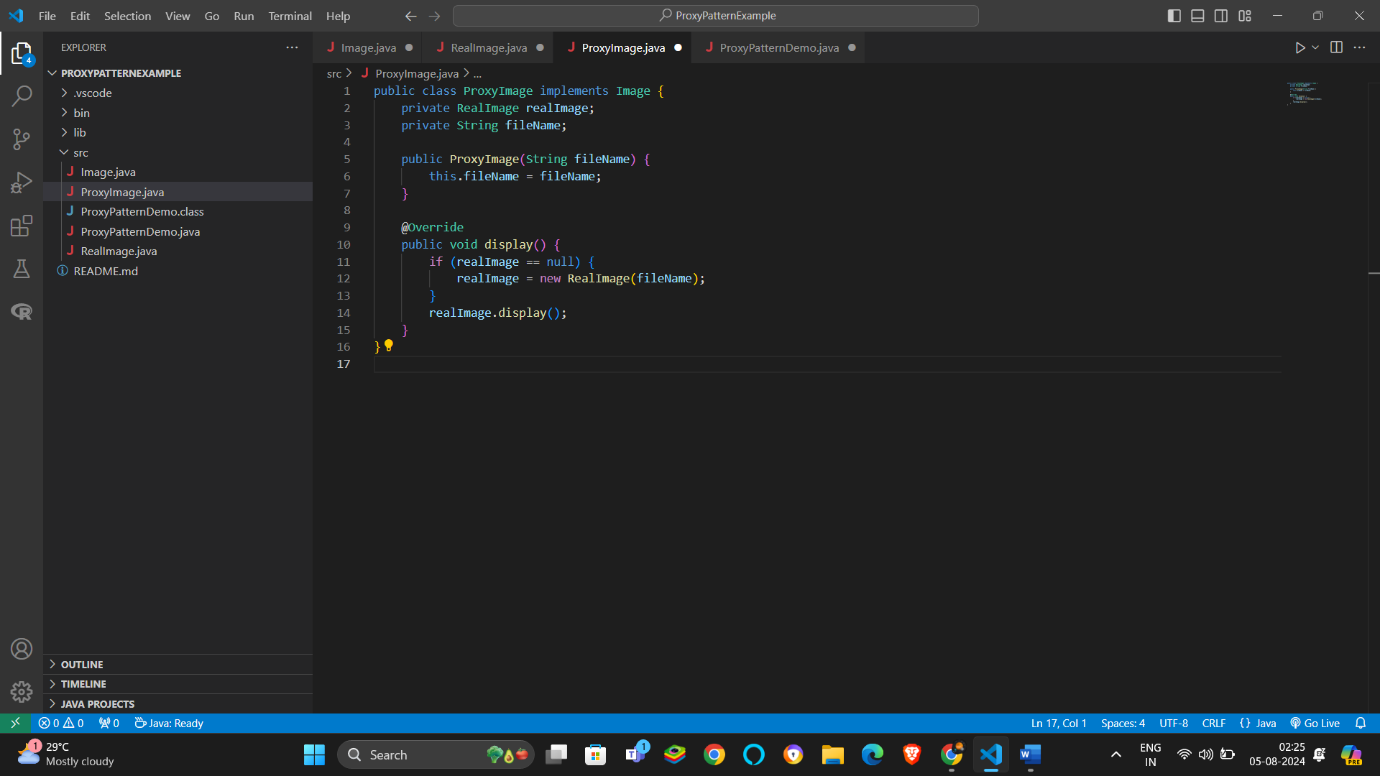 File Edit Selection View Go Run Terminal Help
ProxyPatternExample
EXPLORER
4
PROXYPATTERNEXAMPLE
.vscode
bin
lib
src
Image.java
ProxyImage.java
ProxyPatternDemo.class
ProxyPatternDemo.java
RealImage.java
README.md
OUTLINE
TIMELINE
JAVA PROJECTS
Image.java RealImage.java ProxyImage.java ProxyPatternDemo.java
src > ProxyImage.java > ...
1 public class ProxyImage implements Image {
2 private RealImage realImage;
3 private String fileName;
4
5 public ProxyImage(String fileName) {
6 this.fileName = fileName;
7 }
8
9 @Override
10 public void display() {
11 if (realImage == null) {
12 realImage = new RealImage(fileName);
13 }
14 realImage.display();
15 }
16 }
17
0 0 0 Java: Ready Ln 17, Col 1 Spaces: 4 UTF-8 CRLF {} Java Go Live
1 29°C
Mostly cloudy
Search
1
ENG
IN
02:25
05-08-2024
PRE